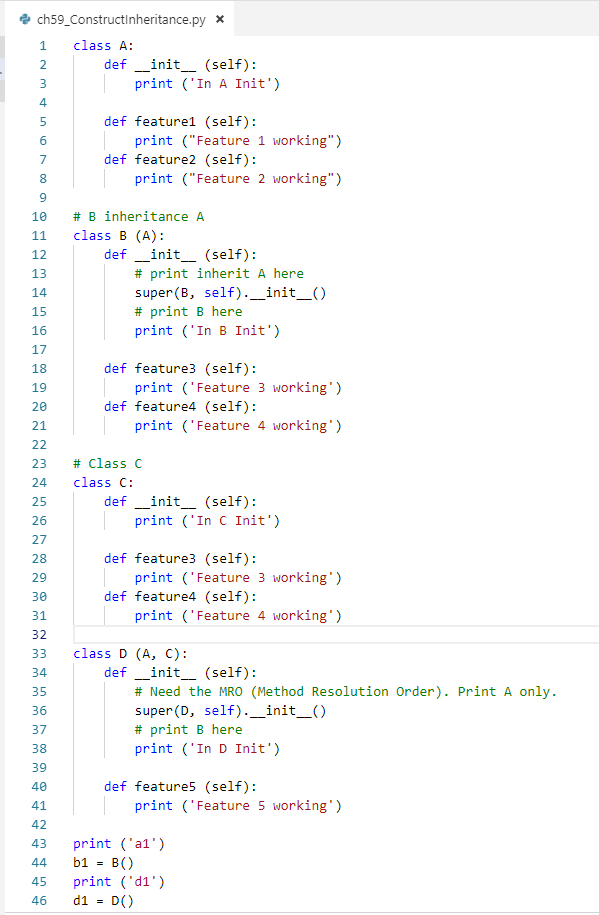 ch59_ConstructInheritance.py ×
1 class A:
2     def __init__ (self):
3         print ('In A Init')
4
5     def feature1 (self):
6         print ("Feature 1 working")
7     def feature2 (self):
8         print ("Feature 2 working")
9
10 # B inheritance A
11 class B (A):
12     def __init__ (self):
13         # print inherit A here
14         super(B, self).__init__()
15         # print B here
16         print ('In B Init')
17
18     def feature3 (self):
19         print ('Feature 3 working')
20     def feature4 (self):
21         print ('Feature 4 working')
22
23 # Class C
24 class C:
25     def __init__ (self):
26         print ('In C Init')
27
28     def feature3 (self):
29         print ('Feature 3 working')
30     def feature4 (self):
31         print ('Feature 4 working')
32
33 class D (A, C):
34     def __init__ (self):
35         # Need the MRO (Method Resolution Order). Print A only.
36         super(D, self).__init__()
37         # print B here
38         print ('In D Init')
39
40     def feature5 (self):
41         print ('Feature 5 working')
42
43 print ('a1')
44 b1 = B()
45 print ('d1')
46 d1 = D()